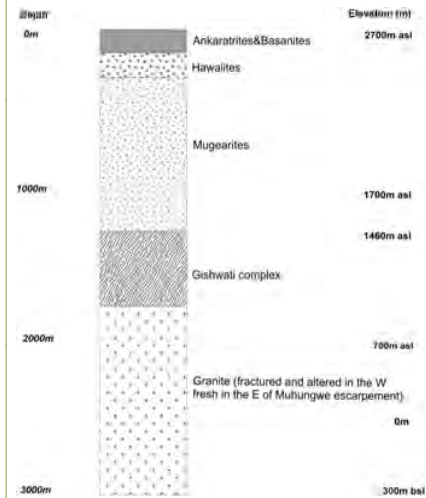 Elevation (m)
0m
2700m asl
Ankaratrites&Basanites
Hawaiites
Mugearites
1000m
1700m asl
1460m asl
Gishwati complex
2000m
700m asl
Granite (fractured and altered in the W
fresh in the E of Muhungwe escarpement)
0m
3000m
300m bsl